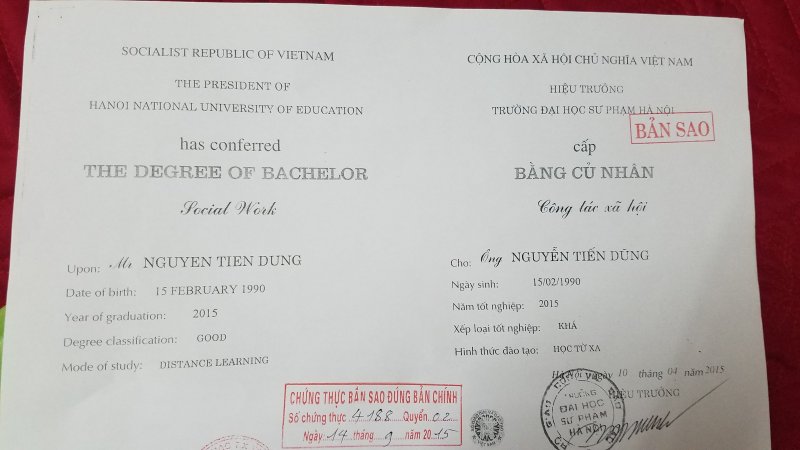 SOCIALIST REPUBLIC OF VIETNAM
THE PRESIDENT OF
HANOI NATIONAL UNIVERSITY OF EDUCATION
has conferred
THE DEGREE OF BACHELOR
Social Work
Upon: Mr NGUYEN TIEN DUNG
Date of birth: 15 FEBRUARY 1990
Year of graduation: 2015
Degree classification: GOOD
Mode of study: DISTANCE LEARNING
CỘNG HÒA XÃ HỘI CHỦ NGHĨA VIỆT NAM
HIỆU TRƯỞNG
TRƯỜNG ĐẠI HỌC SƯ PHẠM HÀ NỘI
BẢN SAO
cấp
BẰNG CỬ NHÂN
Công tác xã hội
Cho: Ông NGUYỄN TIẾN DŨNG
Ngày sinh: 15/02/1990
Năm tốt nghiệp: 2015
Xếp loại tốt nghiệp: KHÁ
Hình thức đào tạo: HỌC TỪ XA
Hà Nội, ngày 10 tháng 04 năm 2015
HIỆU TRƯỞNG
TRƯỜNG
ĐẠI HỌC
SƯ PHẠM
HÀ NỘI
CHỨNG THỰC BẢN SAO ĐÚNG BẢN CHÍNH
Số chứng thực 4188 Quyển 02
Ngày 14 tháng 9 năm 2015